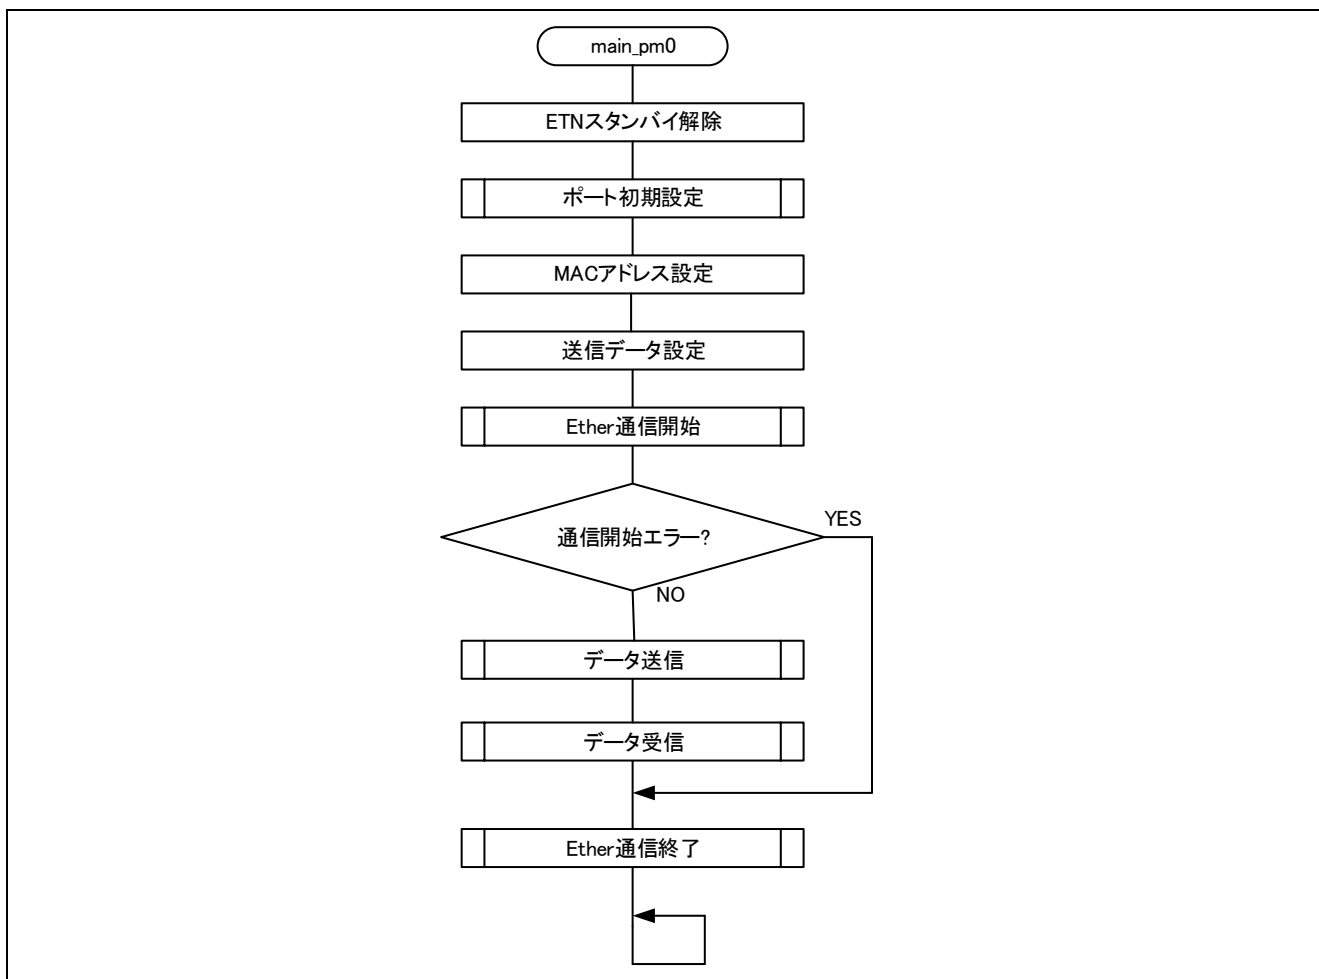 main_pm0
ETNスタンバイ解除
ポート初期設定
MACアドレス設定
送信データ設定
Ether通信開始
通信開始エラー?
YES
NO
データ送信
データ受信
Ether通信終了